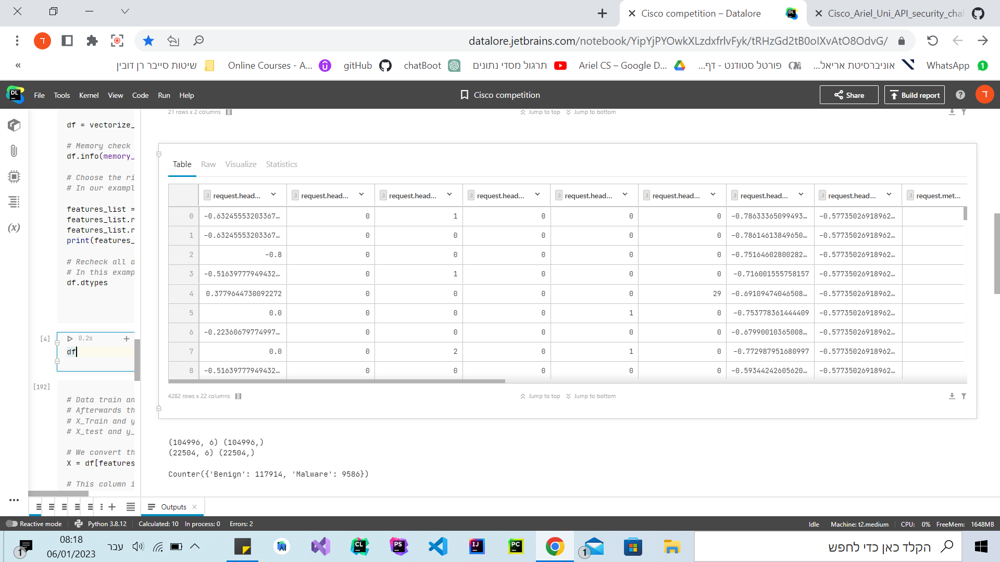 Cisco competition – Datalore
Cisco_Ariel_Uni_API_security_chal
datalore.jetbrains.com/notebook/YipYjPYOwkXLzdxfrlvFyk/tRHzGd2tB0oIXvAtO8OdvG/
ד
שיטות סייבר רן דובין
Online Courses - A...
gitHub
chatBoot
תרגול מסדי נתונים
Ariel CS – Google D...
פורטל סטודנט - דף...
אוניברסיטת אריאל...
WhatsApp
1
DL File Tools Kernel View Code Run Help
Cisco competition
Share
Build report
ד
df = vectorize_
# Memory check
df.info(memory_
# Choose the ri
# In our exampl
features_list =
features_list.r
features_list.r
print(features_
# Recheck all d
# In this examp
df.dtypes
[4] 0.2s
df
[192]
# Data train an
# Afterwards th
# X_Train and y
# X_test and y_
# We convert th
X = df[features
# This column i
21 rows x 2 columns Jump to top Jump to bottom
Table Raw Visualize Statistics
request.head... request.head... request.head... request.head... request.head... request.head... request.head... request.head... request.met...
0 -0.63245553203367... 0 1 0 0 0 -0.78633365099493... -0.57735026918962...
1 -0.63245553203367... 0 0 0 0 0 -0.78614613849650... -0.57735026918962...
2 -0.8 0 0 0 0 0 -0.75164602800282... -0.57735026918962...
3 -0.51639777949432... 0 1 0 0 0 -0.716001555758157 -0.57735026918962...
4 0.3779644730092272 0 0 0 0 29 -0.69109474046508... -0.57735026918962...
5 0.0 0 0 0 1 0 -0.753778361444409 -0.57735026918962...
6 -0.22360679774997... 0 0 0 0 0 -0.67990010365008... -0.57735026918962...
7 0.0 0 2 0 1 0 -0.772987951680997 -0.57735026918962...
8 -0.51639777949432... 0 0 0 0 0 -0.59344242605620... -0.57735026918962...
4282 rows x 22 columns Jump to top Jump to bottom
(104996, 6) (104996,)
(22504, 6) (22504,)
Counter({'Benign': 117914, 'Malware': 9586})
Outputs
Reactive mode Python 3.8.12 Calculated: 10 In process: 0 Errors: 2
Idle Machine: t2.medium CPU: 0% FreeMem: 1648MB
1
08:18
06/01/2023
עבר
CL
PS
IJ
PC
1
הקלד כאן כדי לחפש